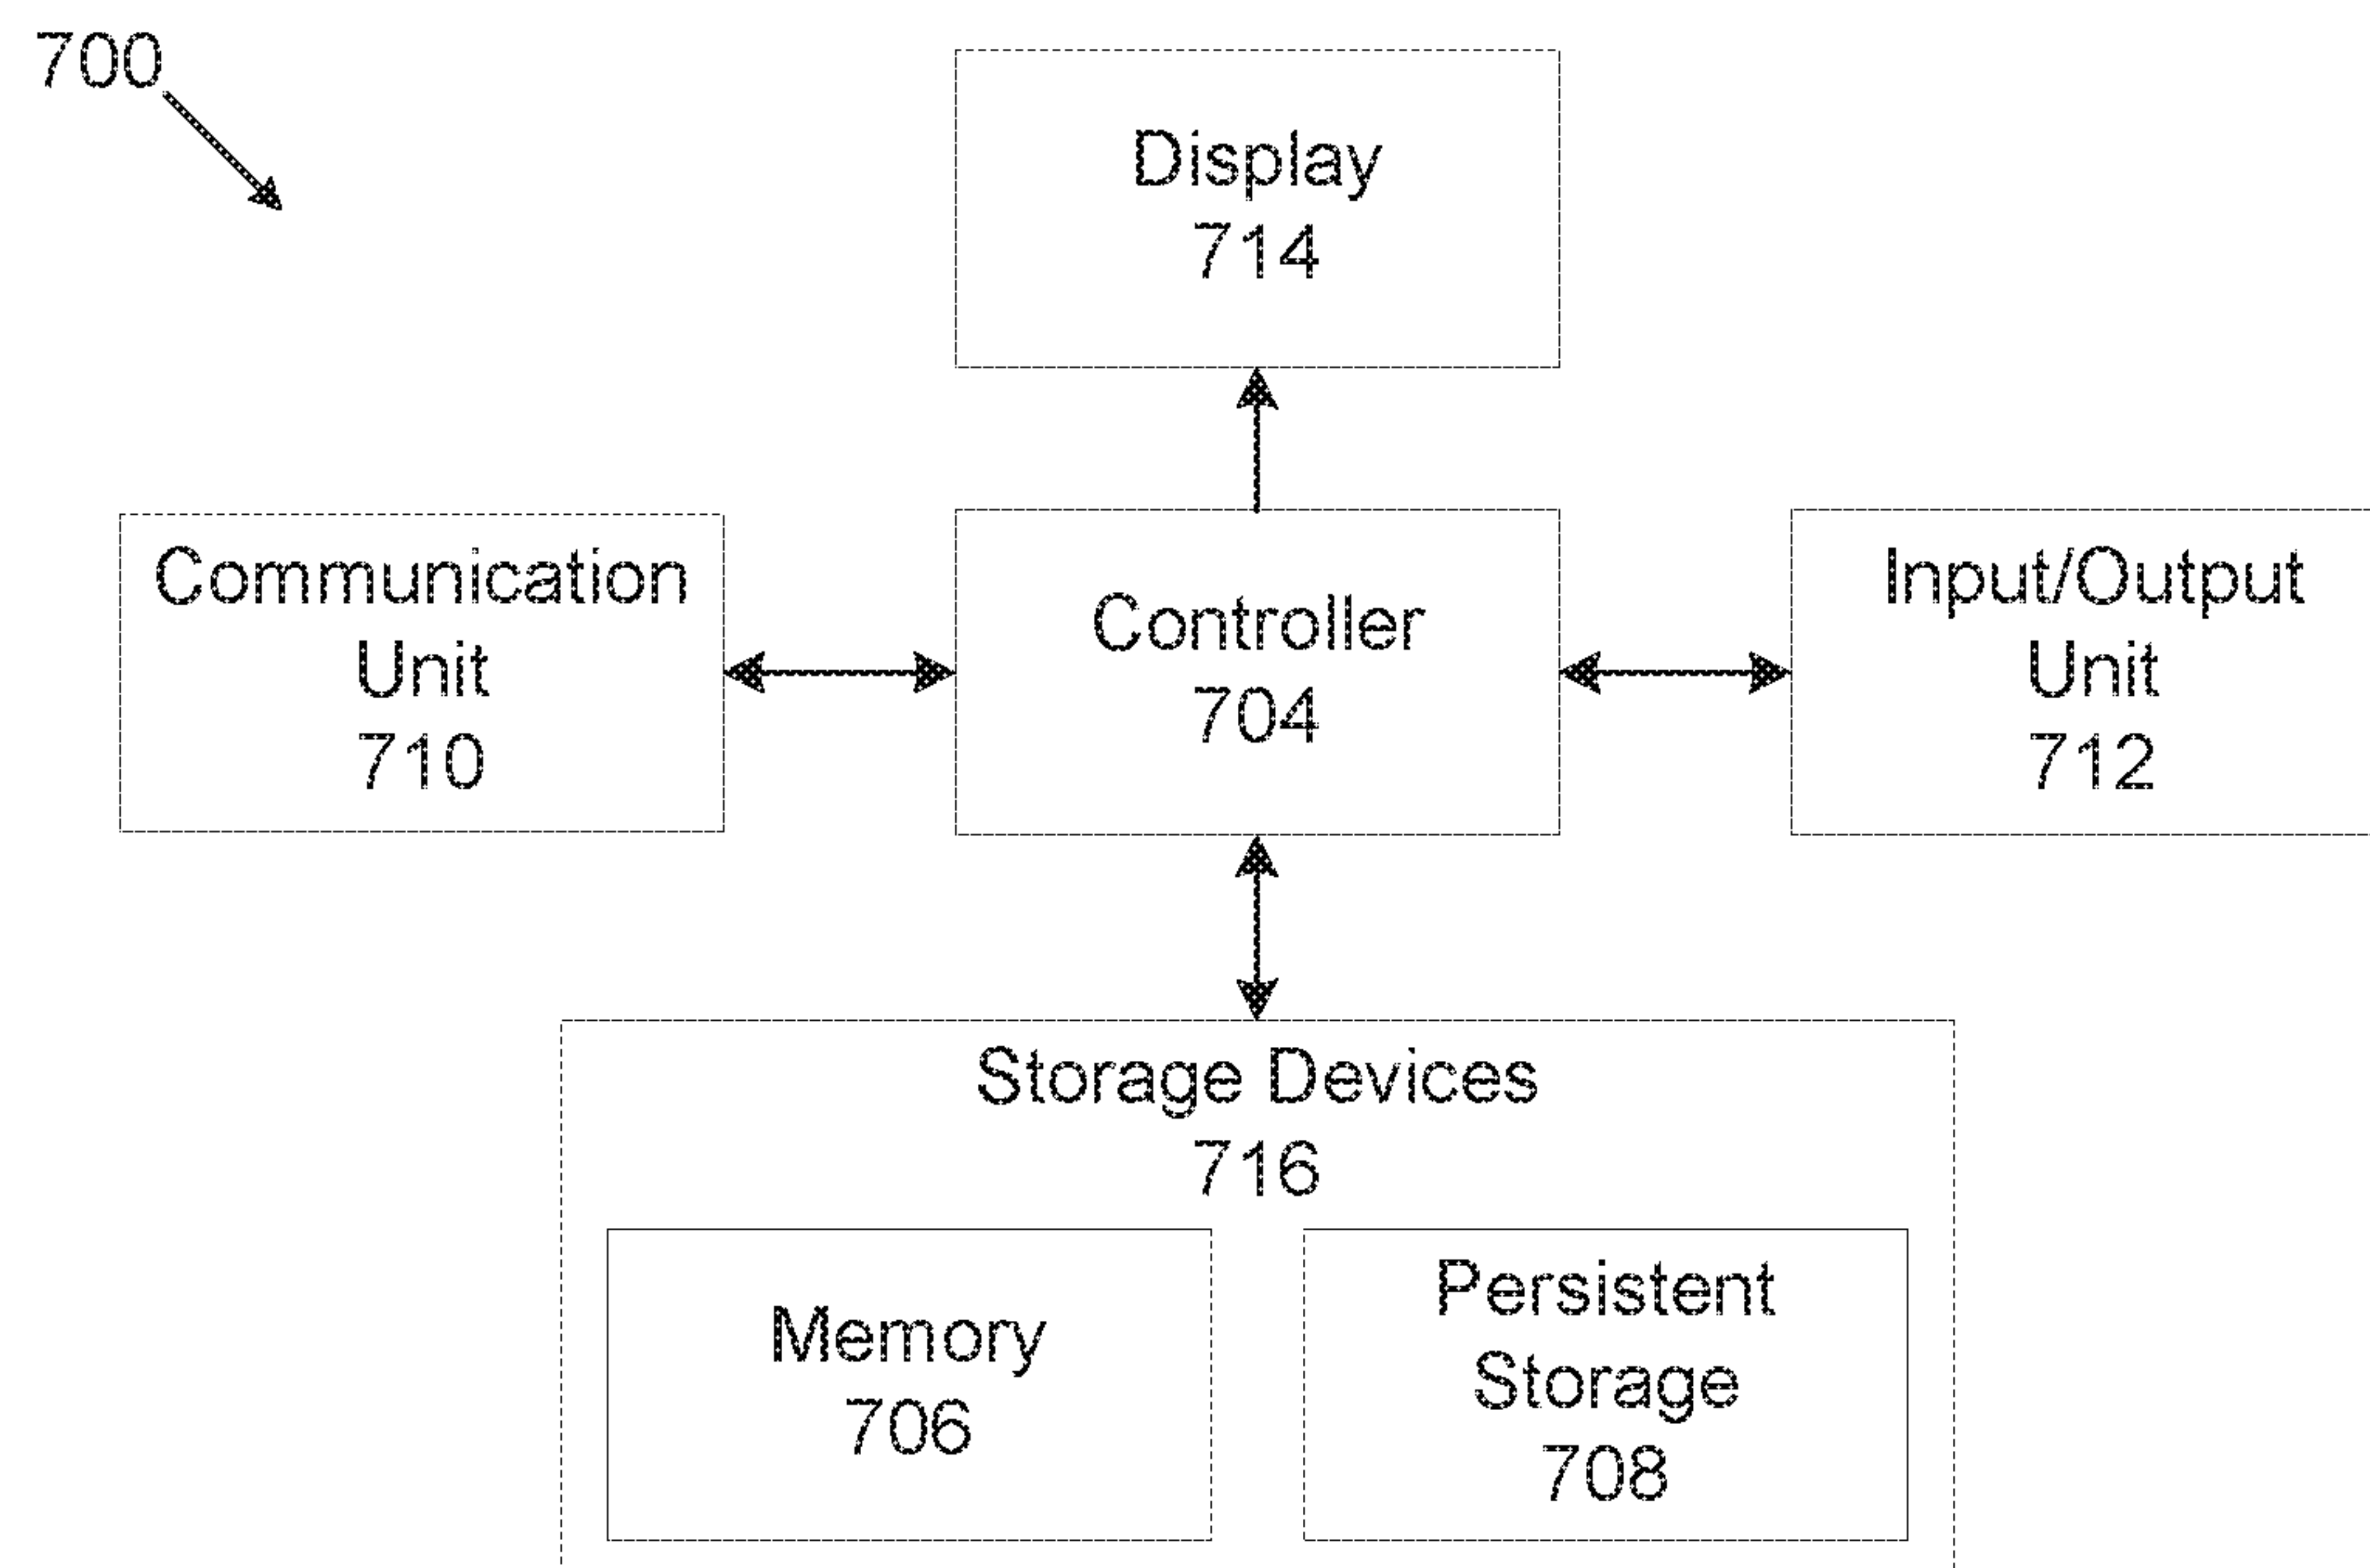 700
Display
714
Communication
Unit
710
Controller
704
Input/Output
Unit
712
Storage Devices
716
Memory
706
Persistent
Storage
708